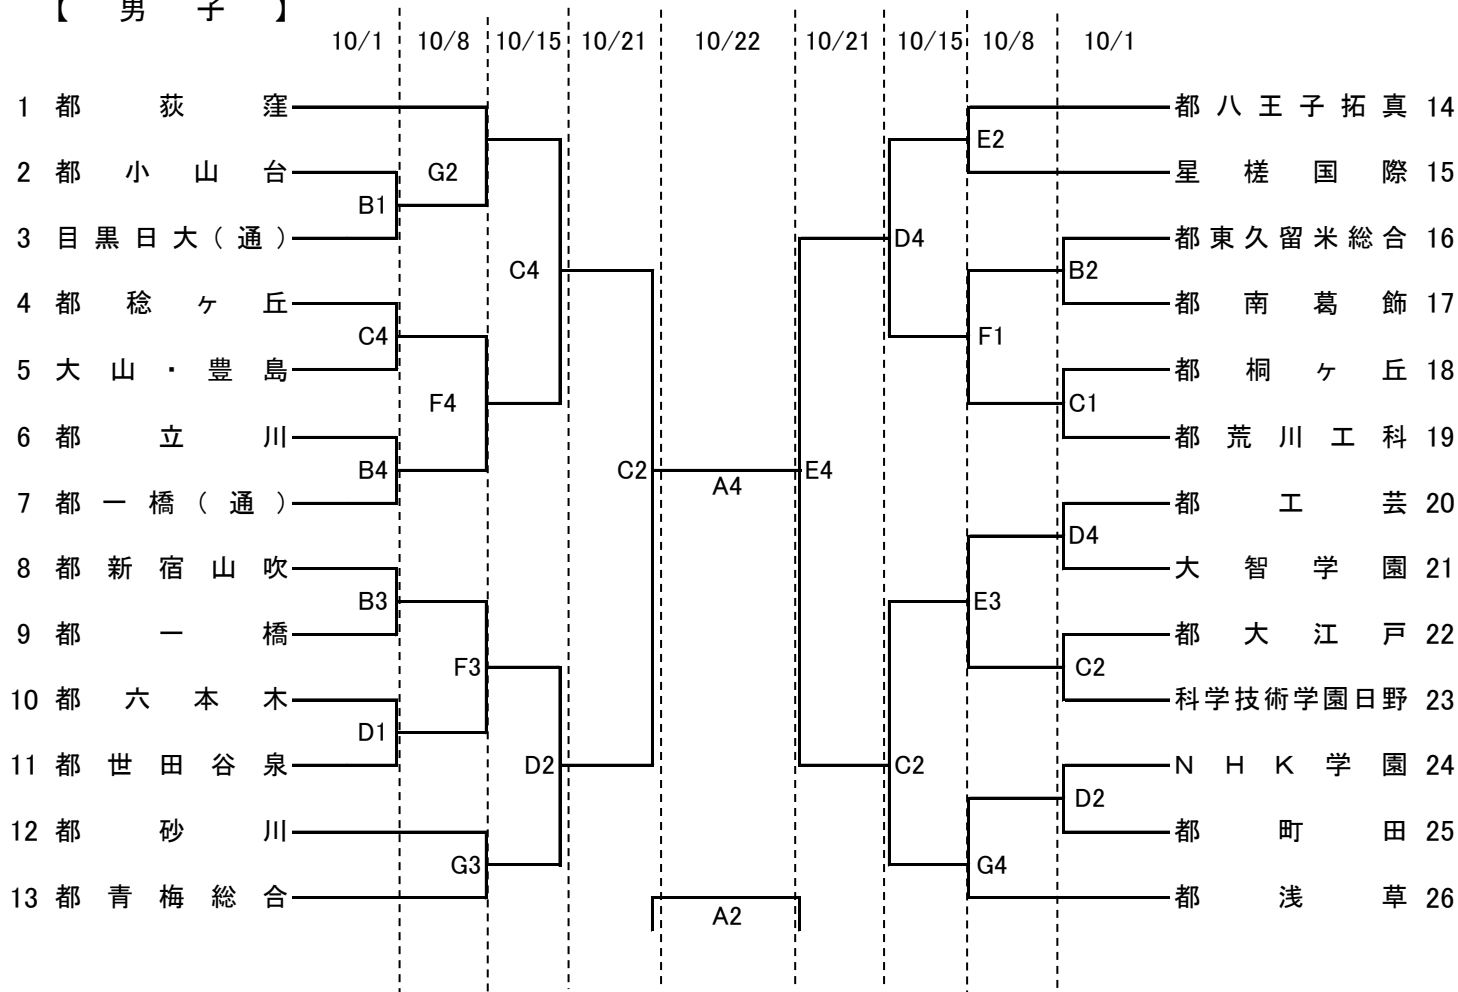 【 男 子 】
10/1 10/8 10/15 10/21 10/22 10/21 10/15 10/8 10/1
1 都荻窪 都八王子拓真 14
E2
2 都小山台 G2 星槎国際 15
B1
3 目黒日大(通) D4 都東久留米総合 16
C4 B2
4 都稔ヶ丘 都南葛飾 17
C4 F1
5 大山・豊島 都桐ヶ丘 18
F4 C1
6 都立川 都荒川工科 19
B4 C2 A4 E4
7 都一橋(通) 都工芸 20
D4
8 都新宿山吹 大智学園 21
B3 E3
9 都一橋 都大江戸 22
F3 C2
10 都六本木 科学技術学園日野 23
D1
11 都世田谷泉 D2 C2 NHK学園 24
D2
12 都砂川 都町田 25
G3 G4
13 都青梅総合 都浅草 26
A2